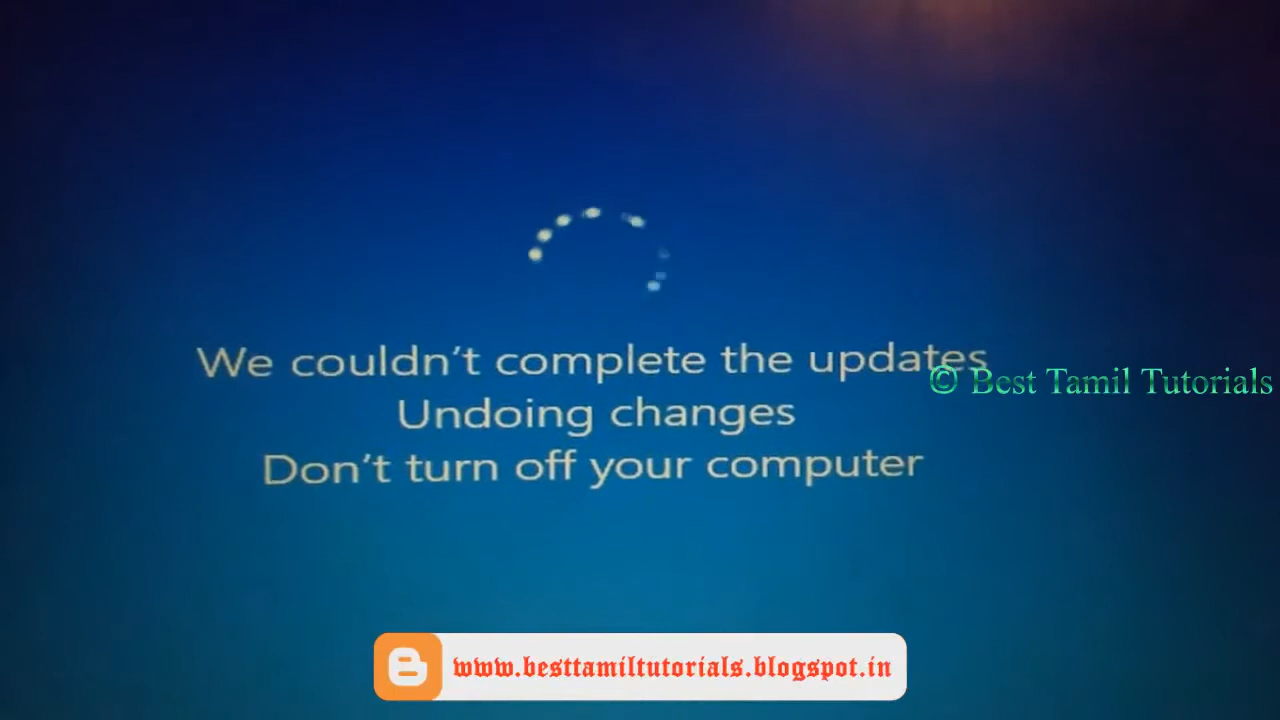 We couldn't complete the updates
© Best Tamil Tutorials
Undoing changes
Don't turn off your computer
www.besttamiltutorials.blogspot.in